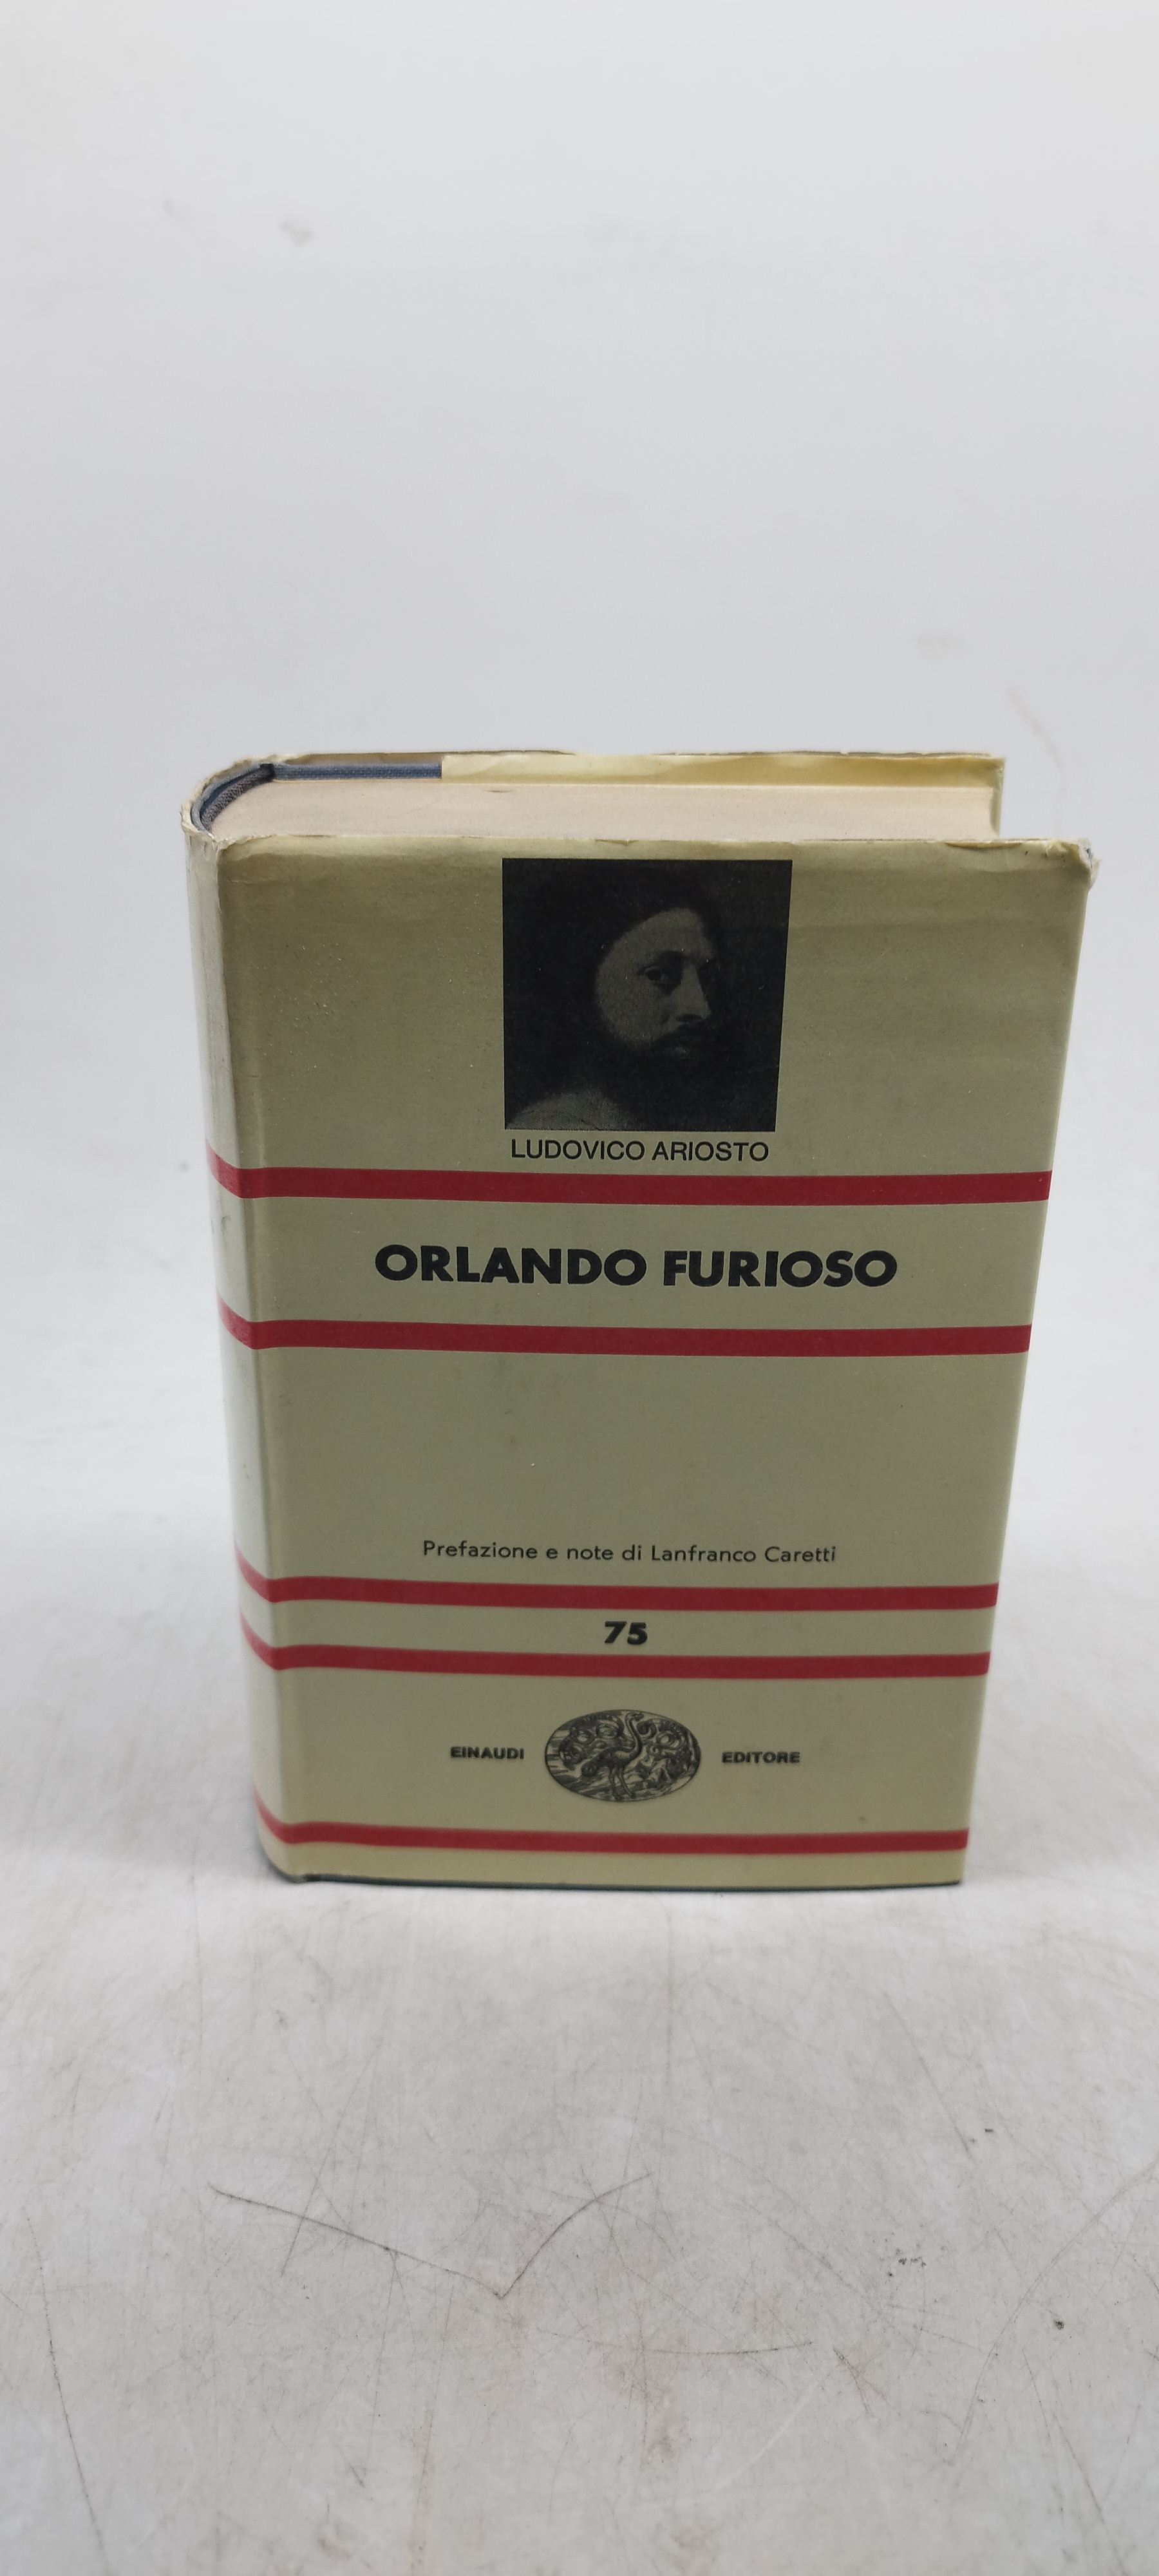 LUDOVICO ARIOSTO
ORLANDO FURIOSO
Prefazione e note di Lanfranco Caretti
75
EINAUDI EDITORE